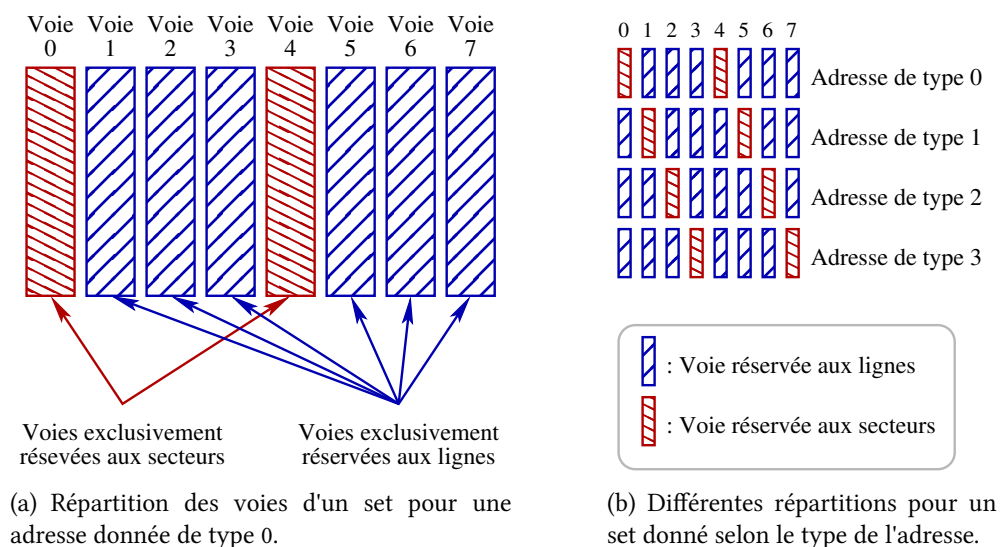 Voie Voie Voie Voie Voie Voie Voie Voie
0 1 2 3 4 5 6 7
Voies exclusivement
résevées aux secteurs
Voies exclusivement
réservées aux lignes
(a) Répartition des voies d'un set pour une
adresse donnée de type 0.
0 1 2 3 4 5 6 7
Adresse de type 0
Adresse de type 1
Adresse de type 2
Adresse de type 3
: Voie réservée aux lignes
: Voie réservée aux secteurs
(b) Différentes répartitions pour un
set donné selon le type de l'adresse.